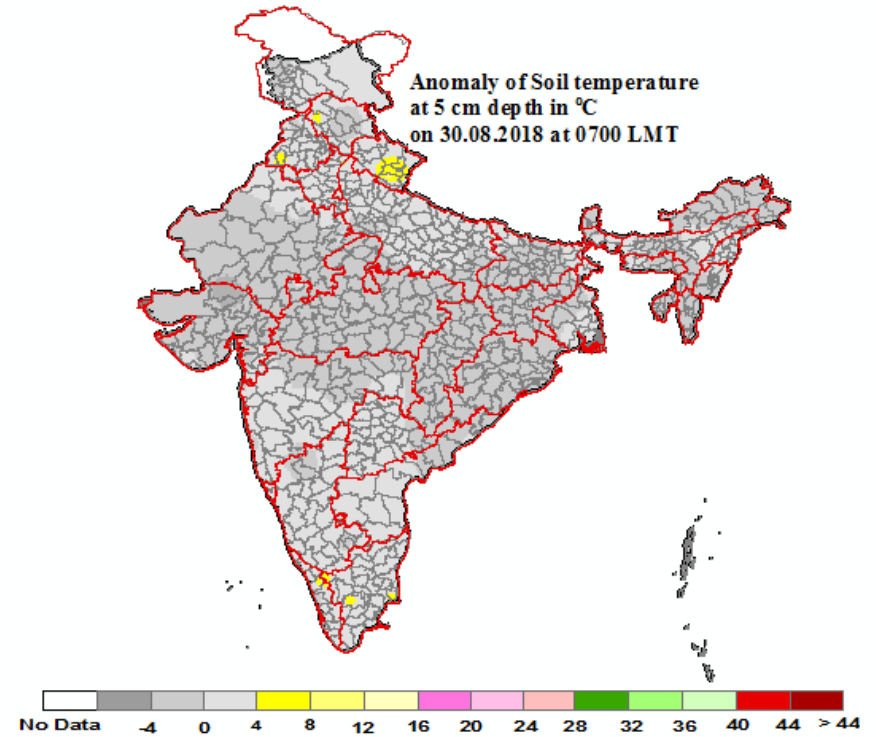 Anomaly of Soil temperature
at 5 cm depth in ⁰C
on 30.08.2018 at 0700 LMT
No Data -4 0 4 8 12 16 20 24 28 32 36 40 44 > 44